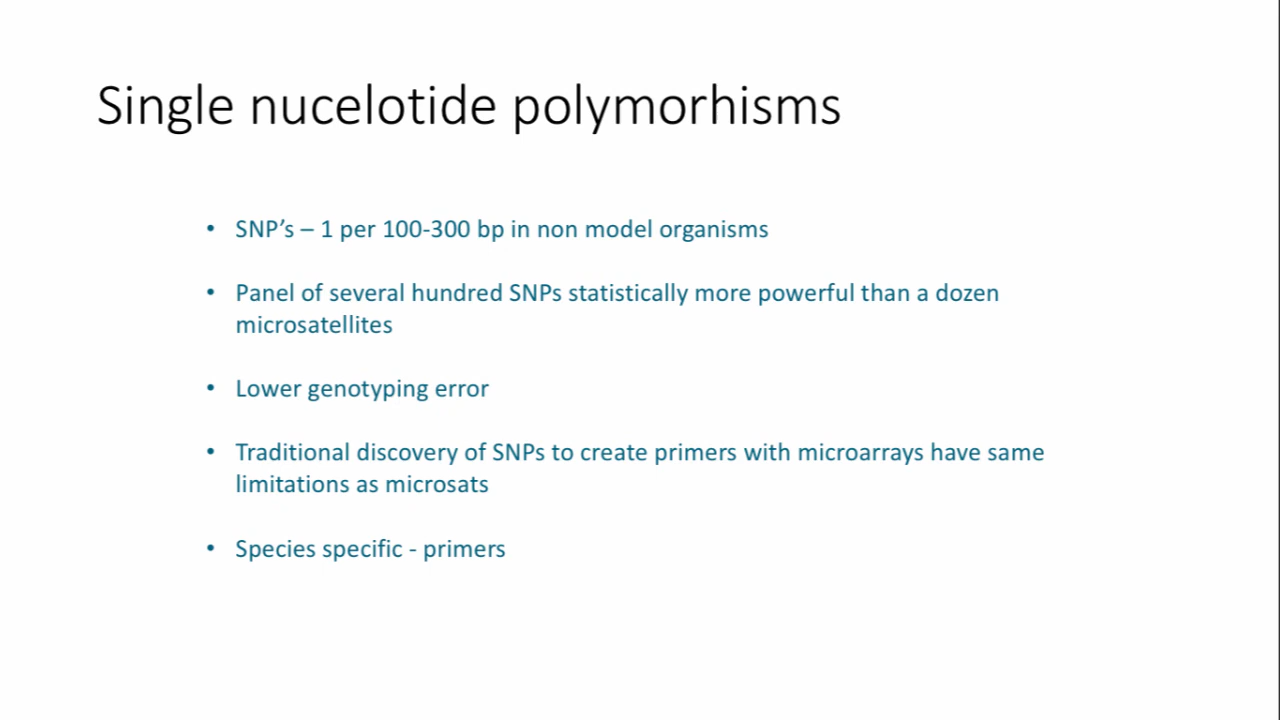 Single nucelotide polymorhisms
• SNP’s – 1 per 100-300 bp in non model organisms
• Panel of several hundred SNPs statistically more powerful than a dozen
microsatellites
• Lower genotyping error
• Traditional discovery of SNPs to create primers with microarrays have same
limitations as microsats
• Species specific - primers